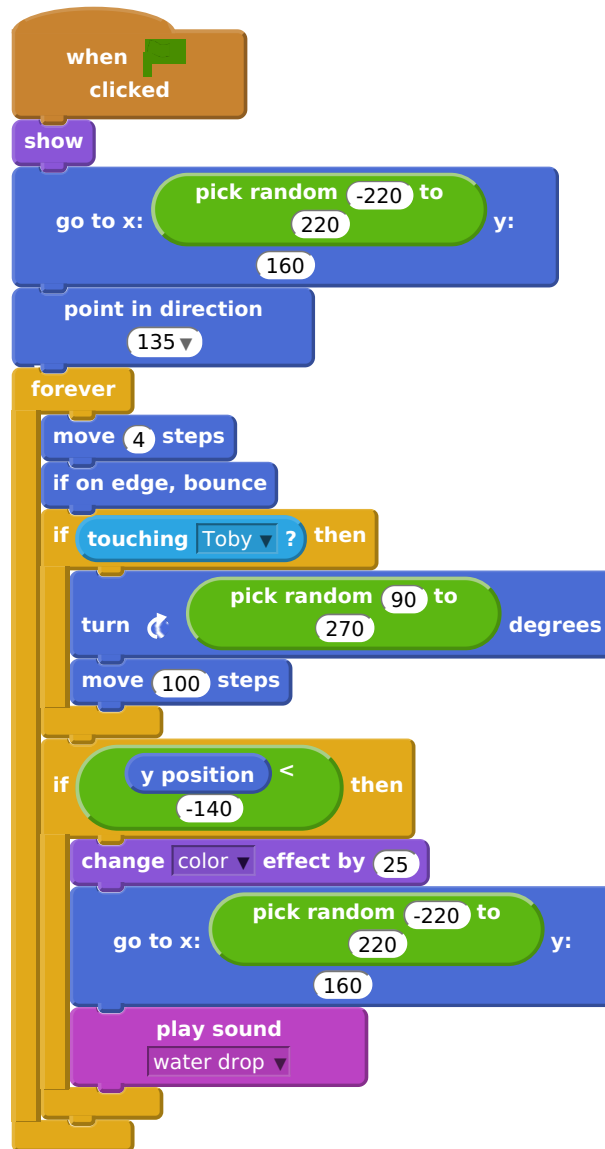 when
clicked
show
pick random -220 to
go to x: 220 y:
160
point in direction
135 ▼
forever
move 4 steps
if on edge, bounce
if touching Toby ▼ ? then
pick random 90 to
turn 270 degrees
move 100 steps
y position <
if then
-140
change color ▼ effect by 25
pick random -220 to
go to x: 220 y:
160
play sound
water drop ▼